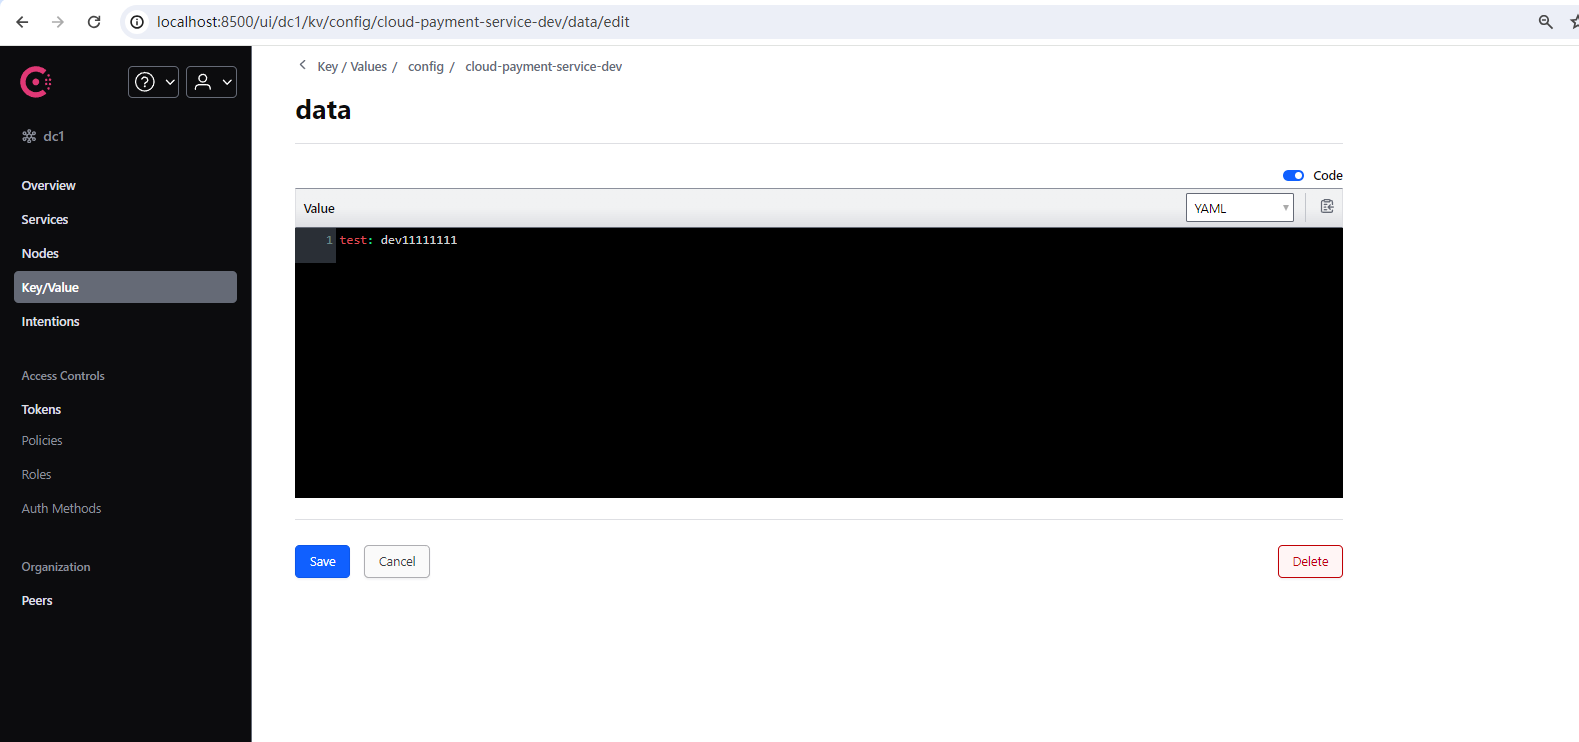 localhost:8500/ui/dc1/kv/config/cloud-payment-service-dev/data/edit
dc1
Overview
Services
Nodes
Key/Value
Intentions
Access Controls
Tokens
Policies
Roles
Auth Methods
Organization
Peers
Key / Values / config / cloud-payment-service-dev
data
Code
Value YAML
1 test: dev11111111
Save Cancel Delete